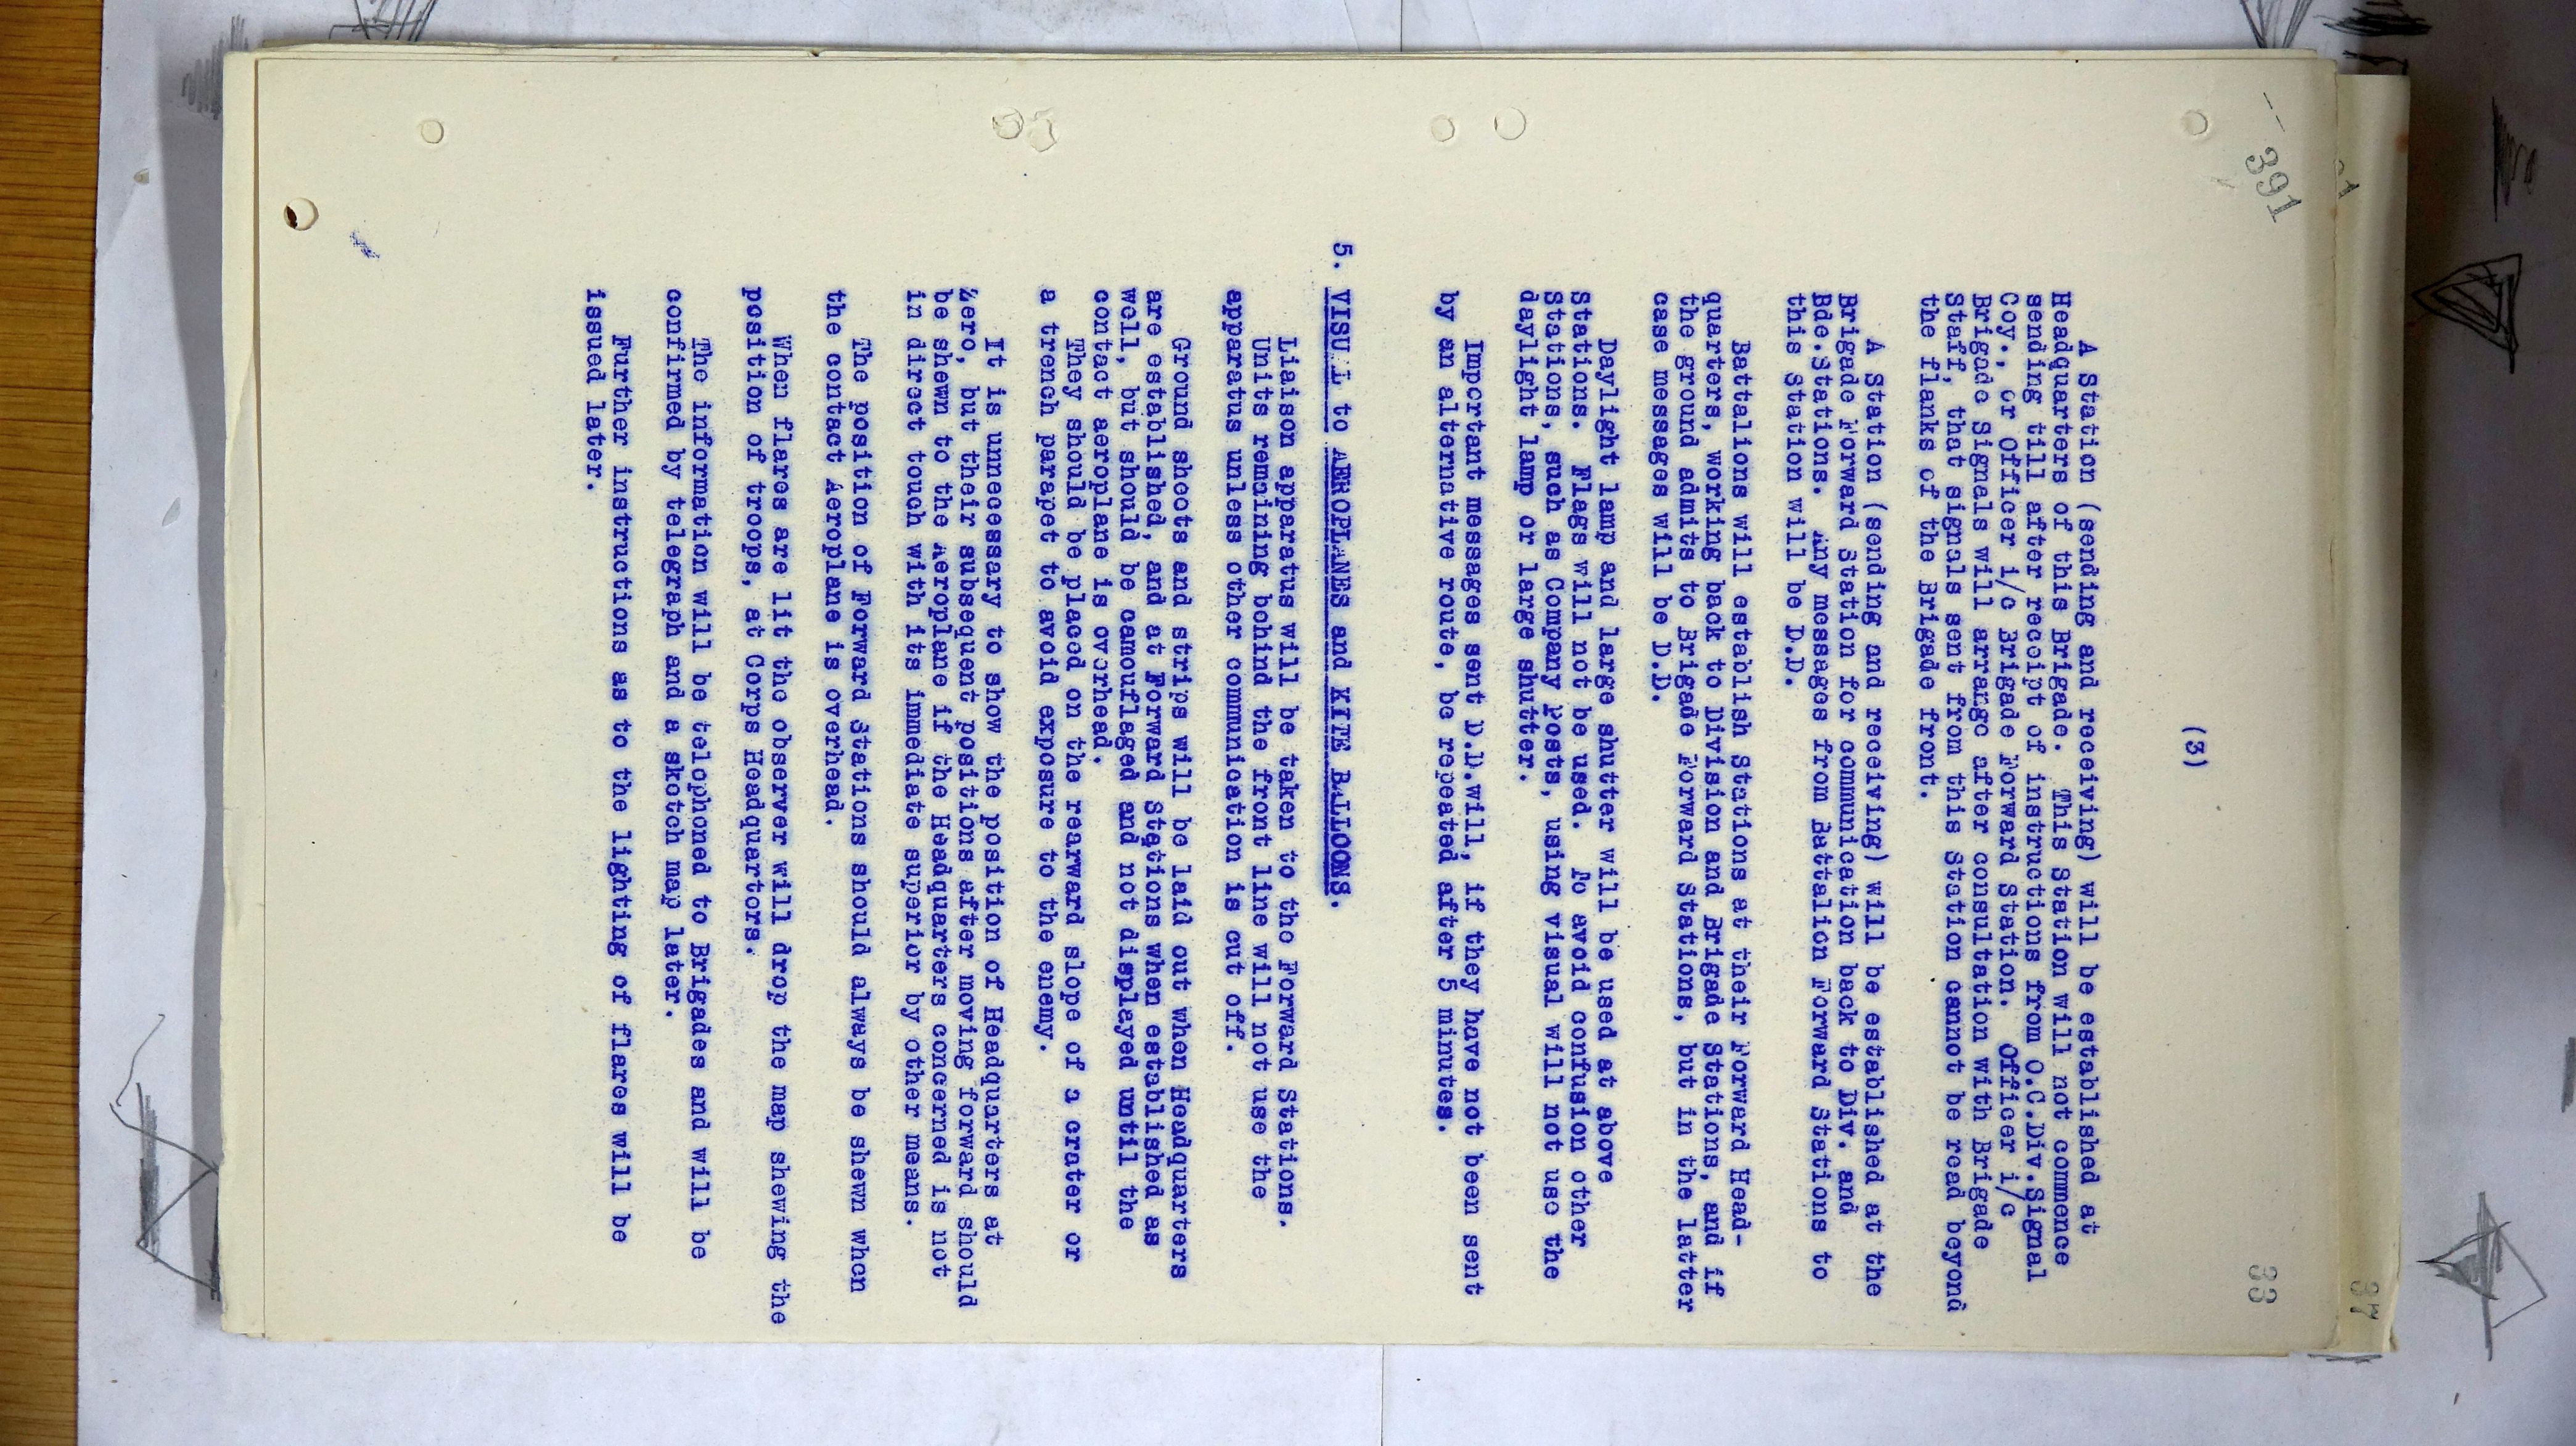 391
33
37
(3)
A Station (sending and receiving) will be established at
Headquarters of this Brigade. This Station will not commence
sending till after receipt of instructions from O.C.Div.Signal
Coy., or Officer i/c Brigade Forward Station. Officer i/c
Brigade Signals will arrange after consultation with Brigade
Staff, that signals sent from this Station cannot be read beyond
the flanks of the Brigade front.
A Station (sending and receiving) will be established at the
Brigade Forward Station for communication back to Div. and
Bde.Stations. Any messages from Battalion Forward Stations to
this Station will be D.D.
Battalions will establish Stations at their Forward Head-
quarters, working back to Division and Brigade Stations, and if
the ground admits to Brigade Forward Stations, but in the latter
case messages will be D.D.
Daylight lamp and large shutter will be used at above
Stations. Flags will not be used. To avoid confusion other
Stations, such as Company Posts, using visual will not use the
daylight lamp or large shutter.
Important messages sent D.D.will, if they have not been sent
by an alternative route, be repeated after 5 minutes.
5. VISUAL to AEROPLANES and KITE BALLOONS.
Liaison apparatus will be taken to tho Forward Stations.
Units remaining behind the front line will not use the
apparatus unless other communication is cut off.
Ground sheets and strips will be laid out when Headquarters
are established, and at Forward Stations when established as
well, but should be camouflaged and not displayed until the
contact aeroplane is overhead.
They should be placed on the rearward slope of a crater or
a trench parapet to avoid exposure to the enemy.
It is unnecessary to show the position of Headquarters at
Zero, but their subsequent positions after moving forward should
be shewn to the Aeroplane if the Headquarters concerned is not
in direct touch with its immediate superior by other means.
The position of Forward Stations should always be shewn when
the contact Aeroplane is overhead.
When flares are lit the observer will drop the map shewing the
position of troops, at Corps Headquarters.
The information will be telephoned to Brigades and will be
confirmed by telegraph and a sketch map later.
Further instructions as to the lighting of flares will be
issued later.